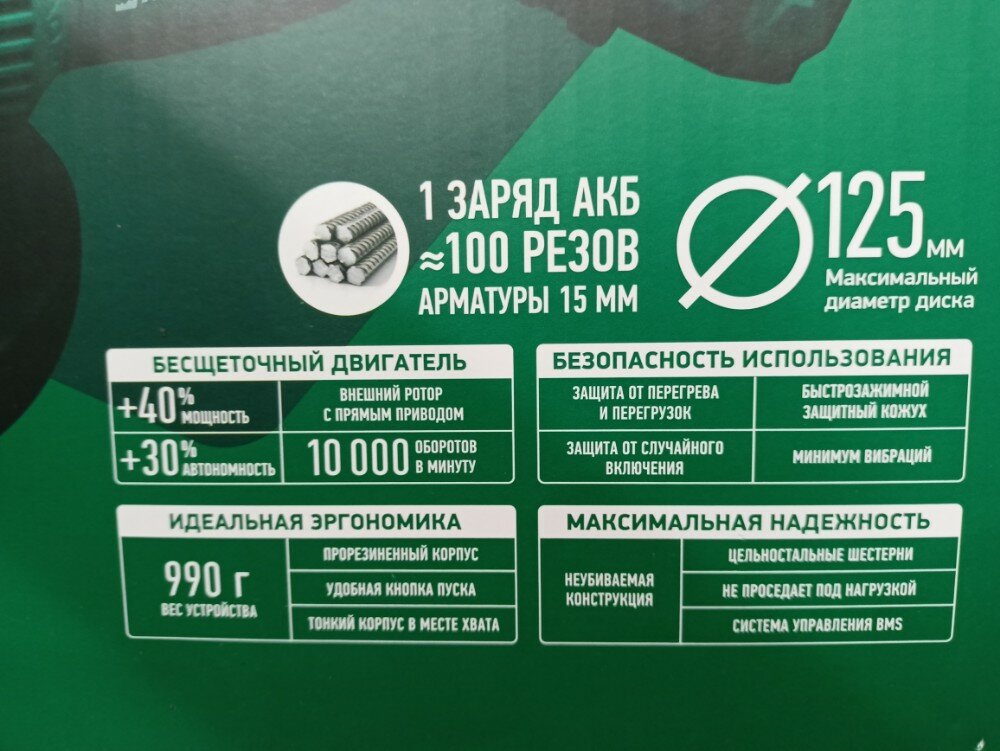 1 ЗАРЯД АКБ
≈100 РЕЗОВ
АРМАТУРЫ 15 ММ
125 ММ
Максимальный
диаметр диска
БЕСЩЕТОЧНЫЙ ДВИГАТЕЛЬ
+40% МОЩНОСТЬ
ВНЕШНИЙ РОТОР
С ПРЯМЫМ ПРИВОДОМ
+30% АВТОНОМНОСТЬ
10 000 ОБОРОТОВ
В МИНУТУ
БЕЗОПАСНОСТЬ ИСПОЛЬЗОВАНИЯ
ЗАЩИТА ОТ ПЕРЕГРЕВА
И ПЕРЕГРУЗОК
БЫСТРОЗАЖИМНОЙ
ЗАЩИТНЫЙ КОЖУХ
ЗАЩИТА ОТ СЛУЧАЙНОГО
ВКЛЮЧЕНИЯ
МИНИМУМ ВИБРАЦИЙ
ИДЕАЛЬНАЯ ЭРГОНОМИКА
990 г
ВЕС УСТРОЙСТВА
ПРОРЕЗИНЕННЫЙ КОРПУС
УДОБНАЯ КНОПКА ПУСКА
ТОНКИЙ КОРПУС В МЕСТЕ ХВАТА
МАКСИМАЛЬНАЯ НАДЕЖНОСТЬ
НЕУБИВАЕМАЯ
КОНСТРУКЦИЯ
ЦЕЛЬНОСТАЛЬНЫЕ ШЕСТЕРНИ
НЕ ПРОСЕДАЕТ ПОД НАГРУЗКОЙ
СИСТЕМА УПРАВЛЕНИЯ BMS